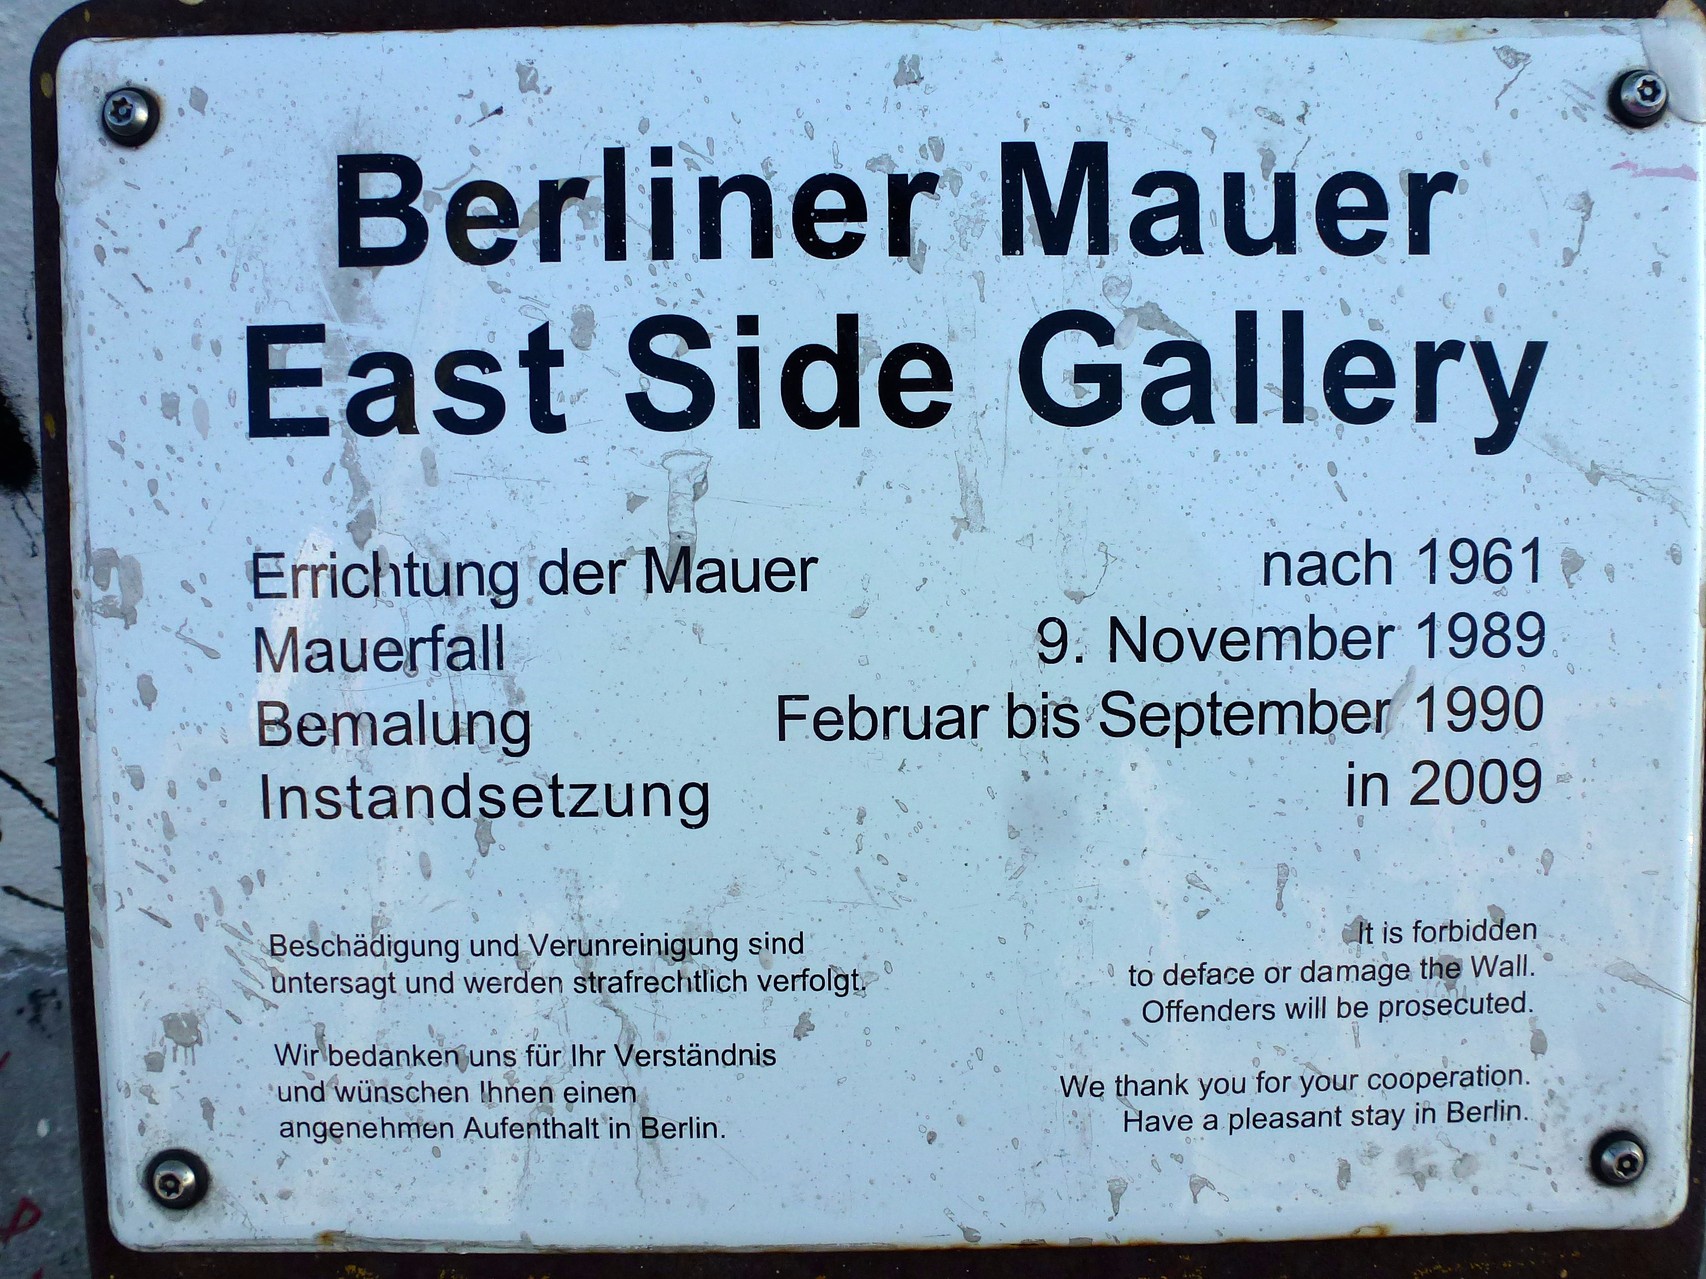 Berliner Mauer
East Side Gallery
Errichtung der Mauer nach 1961
Mauerfall 9. November 1989
Bemalung Februar bis September 1990
Instandsetzung in 2009
Beschädigung und Verunreinigung sind
untersagt und werden strafrechtlich verfolgt.
Wir bedanken uns für Ihr Verständnis
und wünschen Ihnen einen
angenehmen Aufenthalt in Berlin.
It is forbidden
to deface or damage the Wall.
Offenders will be prosecuted.
We thank you for your cooperation.
Have a pleasant stay in Berlin.